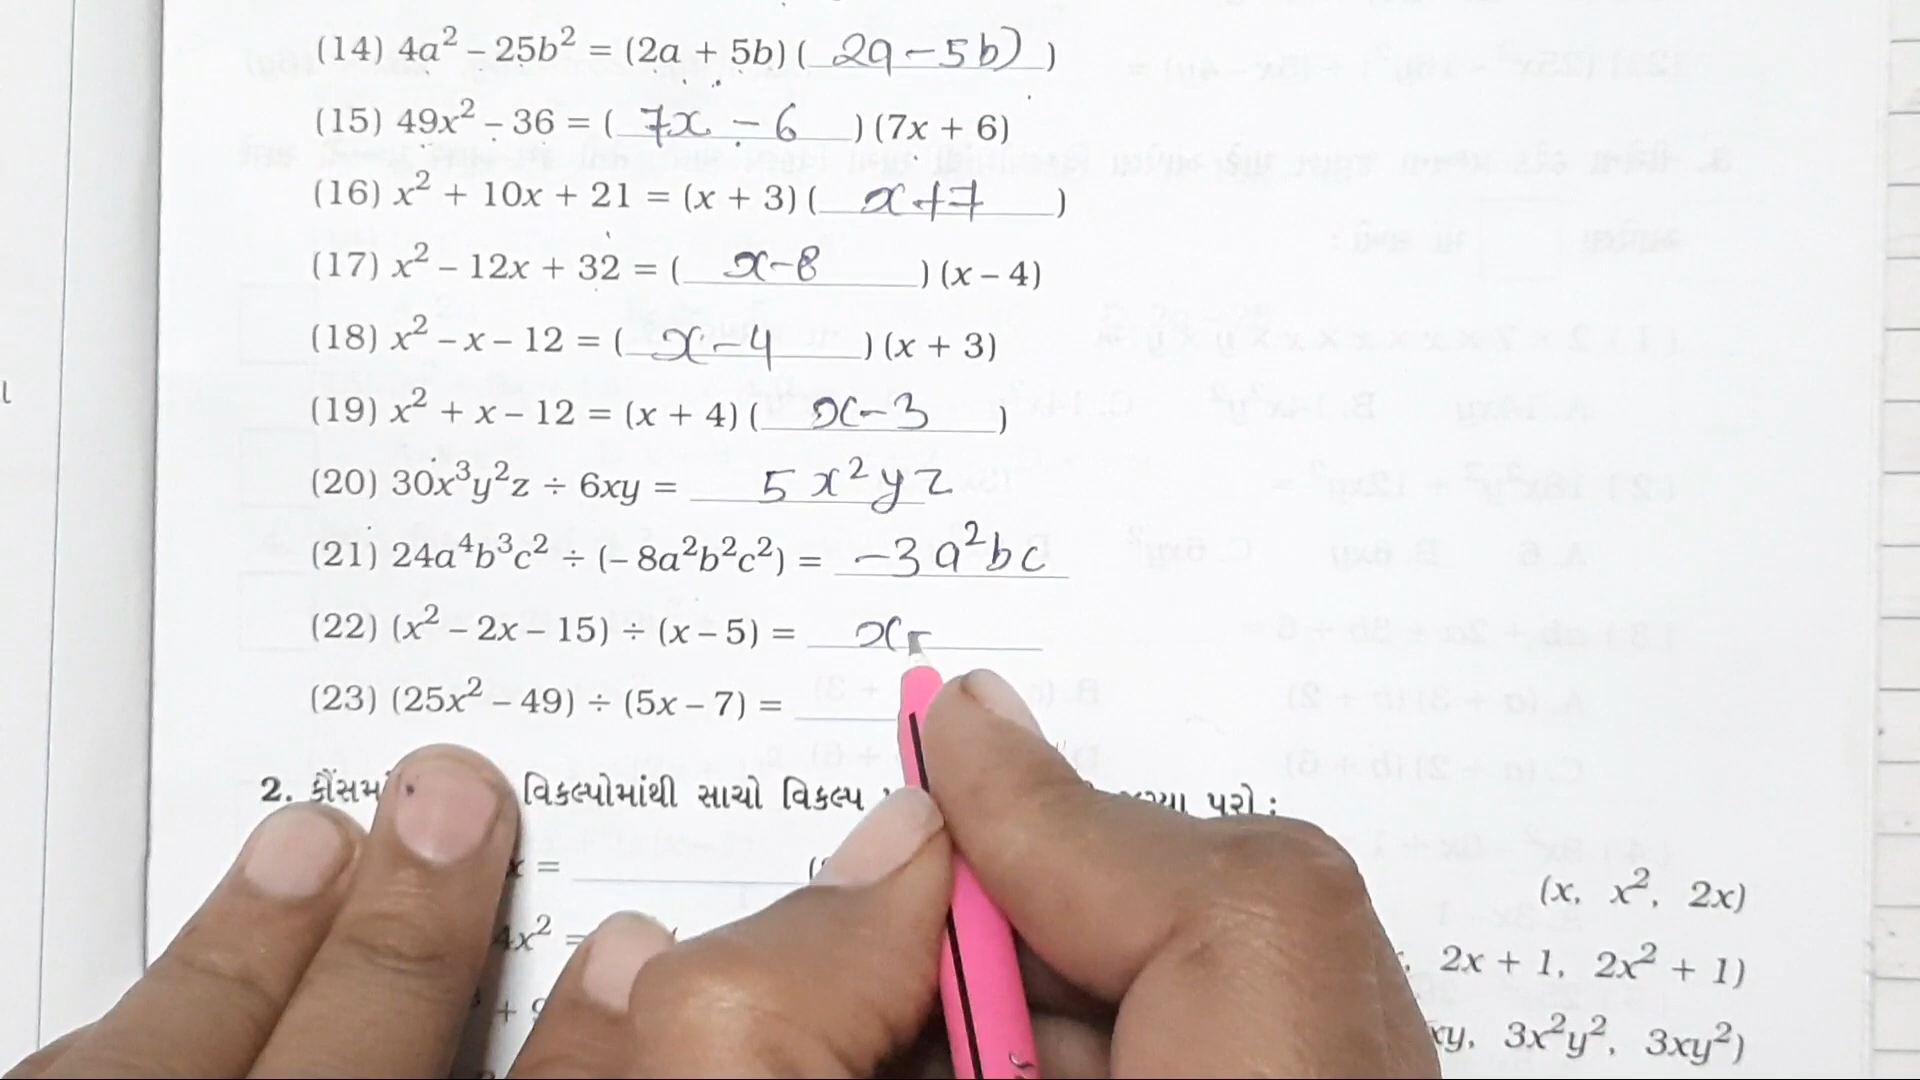 (14) 4a² – 25b² = (2a + 5b) ( 2a – 5b) )
(15) 49x² – 36 = ( 7x – 6 ) (7x + 6)
(16) x² + 10x + 21 = (x + 3) ( x+7 )
(17) x² – 12x + 32 = ( x–8 ) (x – 4)
(18) x² – x – 12 = ( x–4 ) (x + 3)
(19) x² + x – 12 = (x + 4) ( x–3 )
(20) 30x³y²z ÷ 6xy = 5x²yz
(21) 24a⁴b³c² ÷ (– 8a²b²c²) = –3a²bc
(22) (x² – 2x – 15) ÷ (x – 5) = x
(23) (25x² – 49) ÷ (5x – 7) =
2. વિકલ્પોમાંથી સાચો વિકલ્પ પૂરો :
x = (x, x², 2x)
4x² = 2x + 1, 2x² + 1)
+ 9 xy, 3x²y², 3xy²)